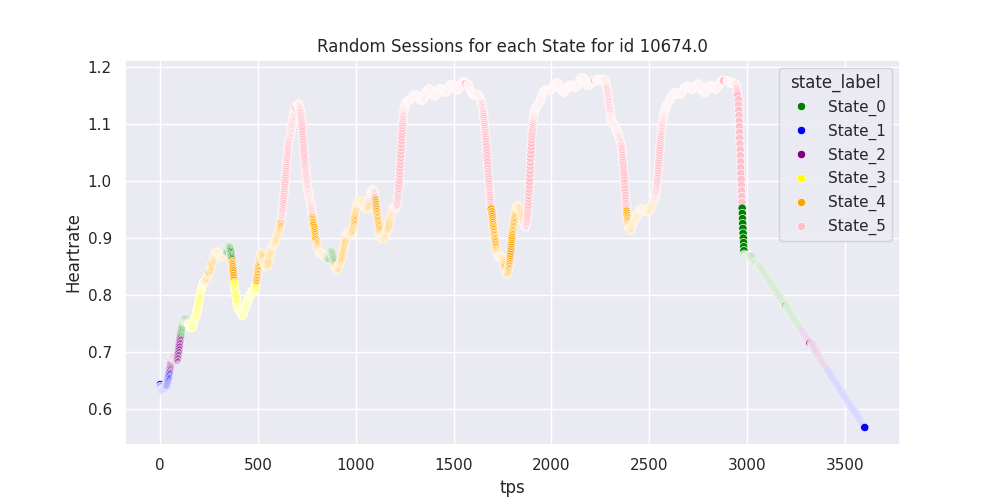 Random Sessions for each State for id 10674.0
1.2
1.1
1.0
0.9
0.8
0.7
0.6
Heartrate
state_label
State_0
State_1
State_2
State_3
State_4
State_5
0 500 1000 1500 2000 2500 3000 3500
tps